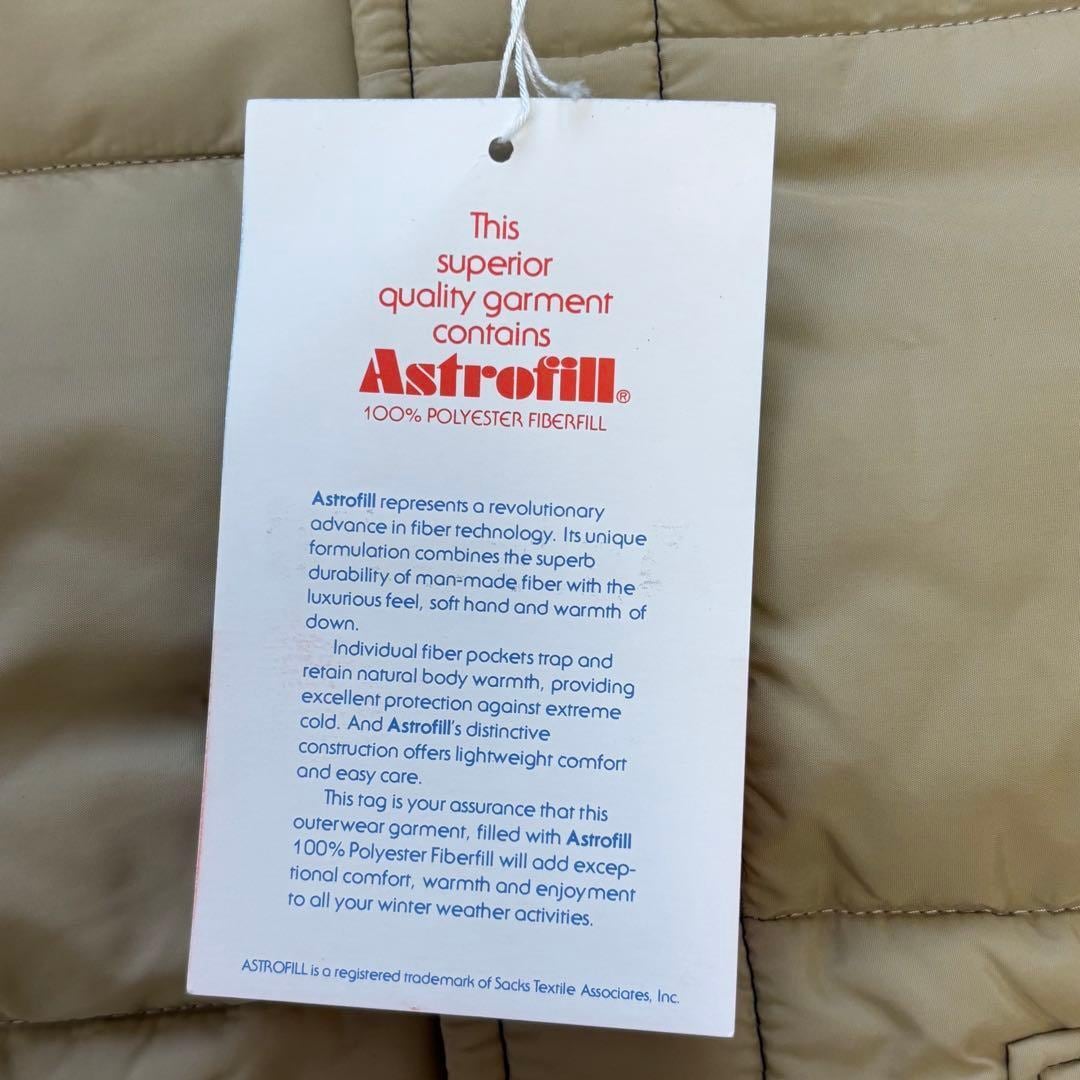 This
superior
quality garment
contains
Astrofill®
100% POLYESTER FIBERFILL
Astrofill represents a revolutionary
advance in fiber technology. Its unique
formulation combines the superb
durability of man-made fiber with the
luxurious feel, soft hand and warmth of
down.
Individual fiber pockets trap and
retain natural body warmth, providing
excellent protection against extreme
cold. And Astrofill's distinctive
construction offers lightweight comfort
and easy care.
This tag is your assurance that this
outerwear garment, filled with Astrofill
100% Polyester Fiberfill will add excep-
tional comfort, warmth and enjoyment
to all your winter weather activities.
ASTROFILL is a registered trademark of Sacks Textile Associates, Inc.